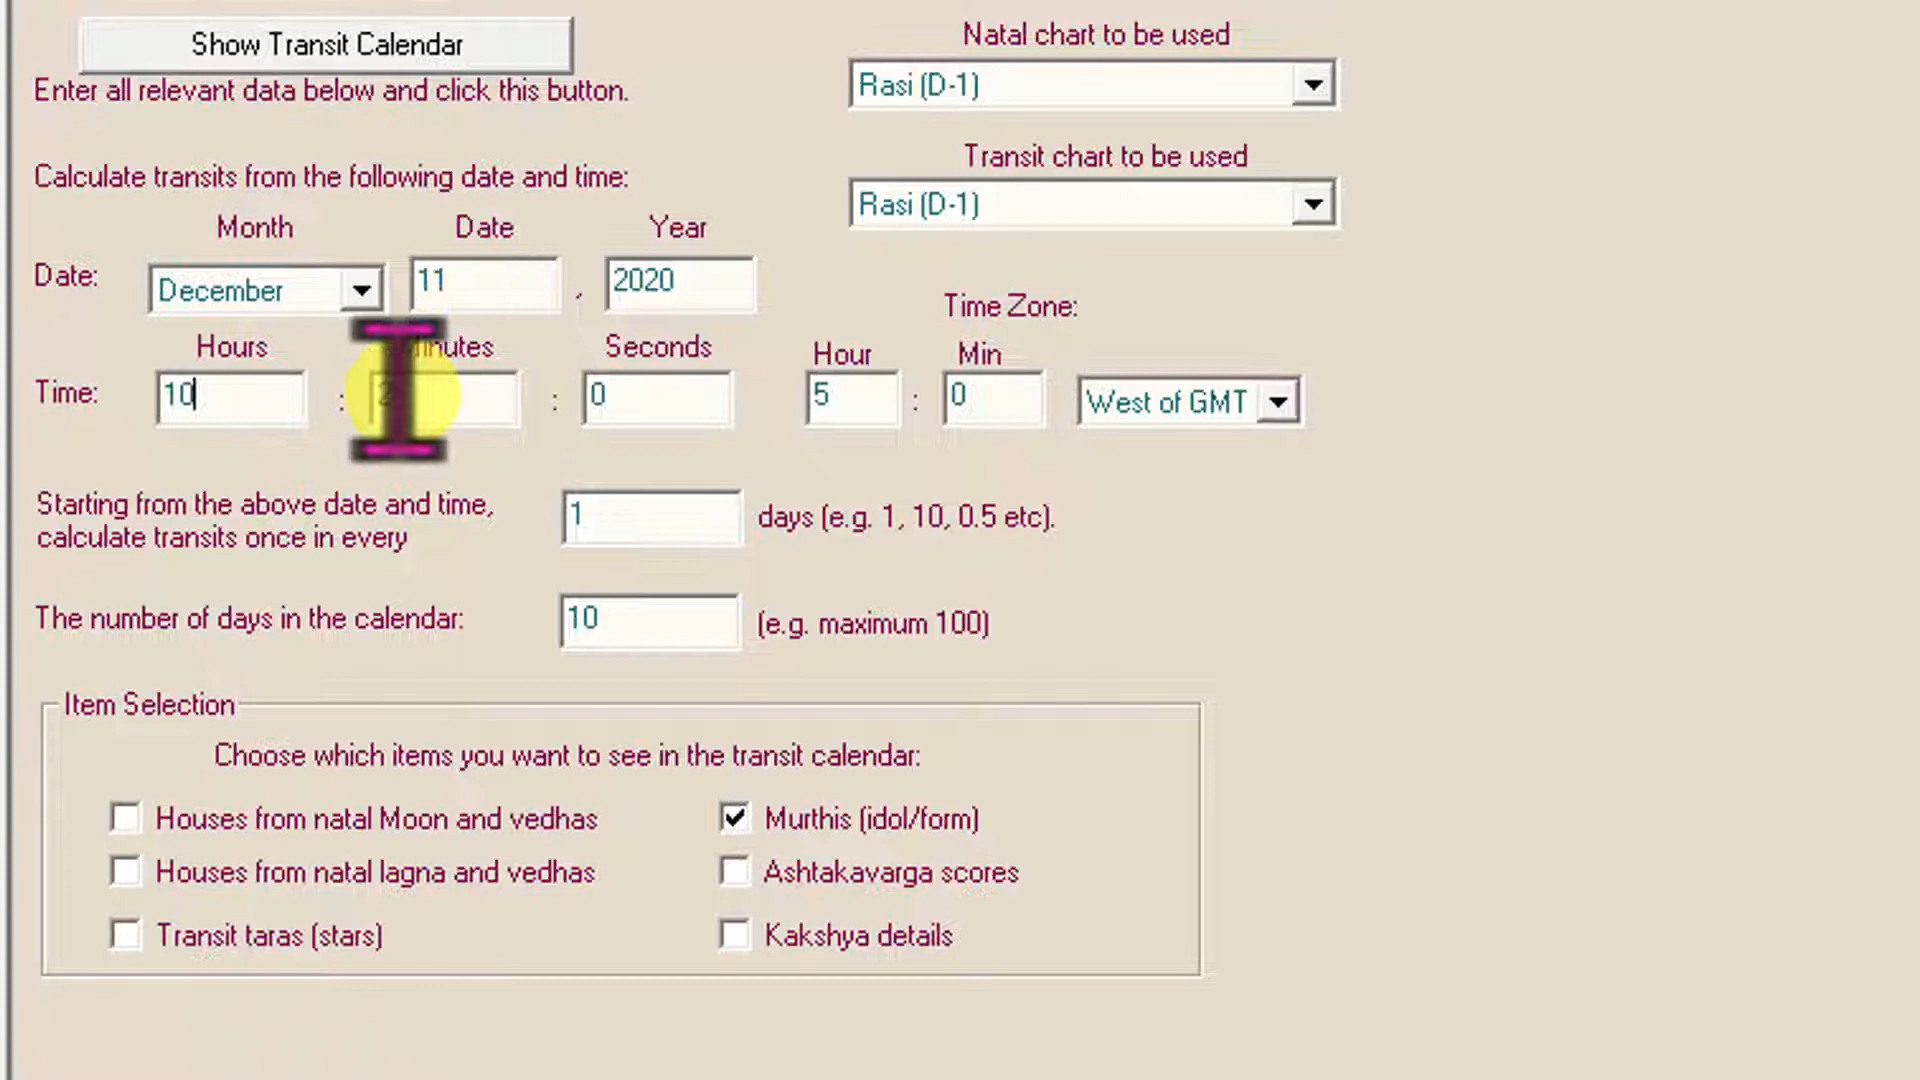 Show Transit Calendar
Enter all relevant data below and click this button.
Natal chart to be used
Rasi (D-1)
Transit chart to be used
Rasi (D-1)
Calculate transits from the following date and time:
Month Date Year
Date: December 11 , 2020
Time Zone:
Hours Minutes Seconds Hour Min
Time: 10 : : 0 5 : 0 West of GMT
Starting from the above date and time,
calculate transits once in every 1 days (e.g. 1, 10, 0.5 etc).
The number of days in the calendar: 10 (e.g. maximum 100)
Item Selection
Choose which items you want to see in the transit calendar:
Houses from natal Moon and vedhas
Murthis (idol/form)
Houses from natal lagna and vedhas
Ashtakavarga scores
Transit taras (stars)
Kakshya details